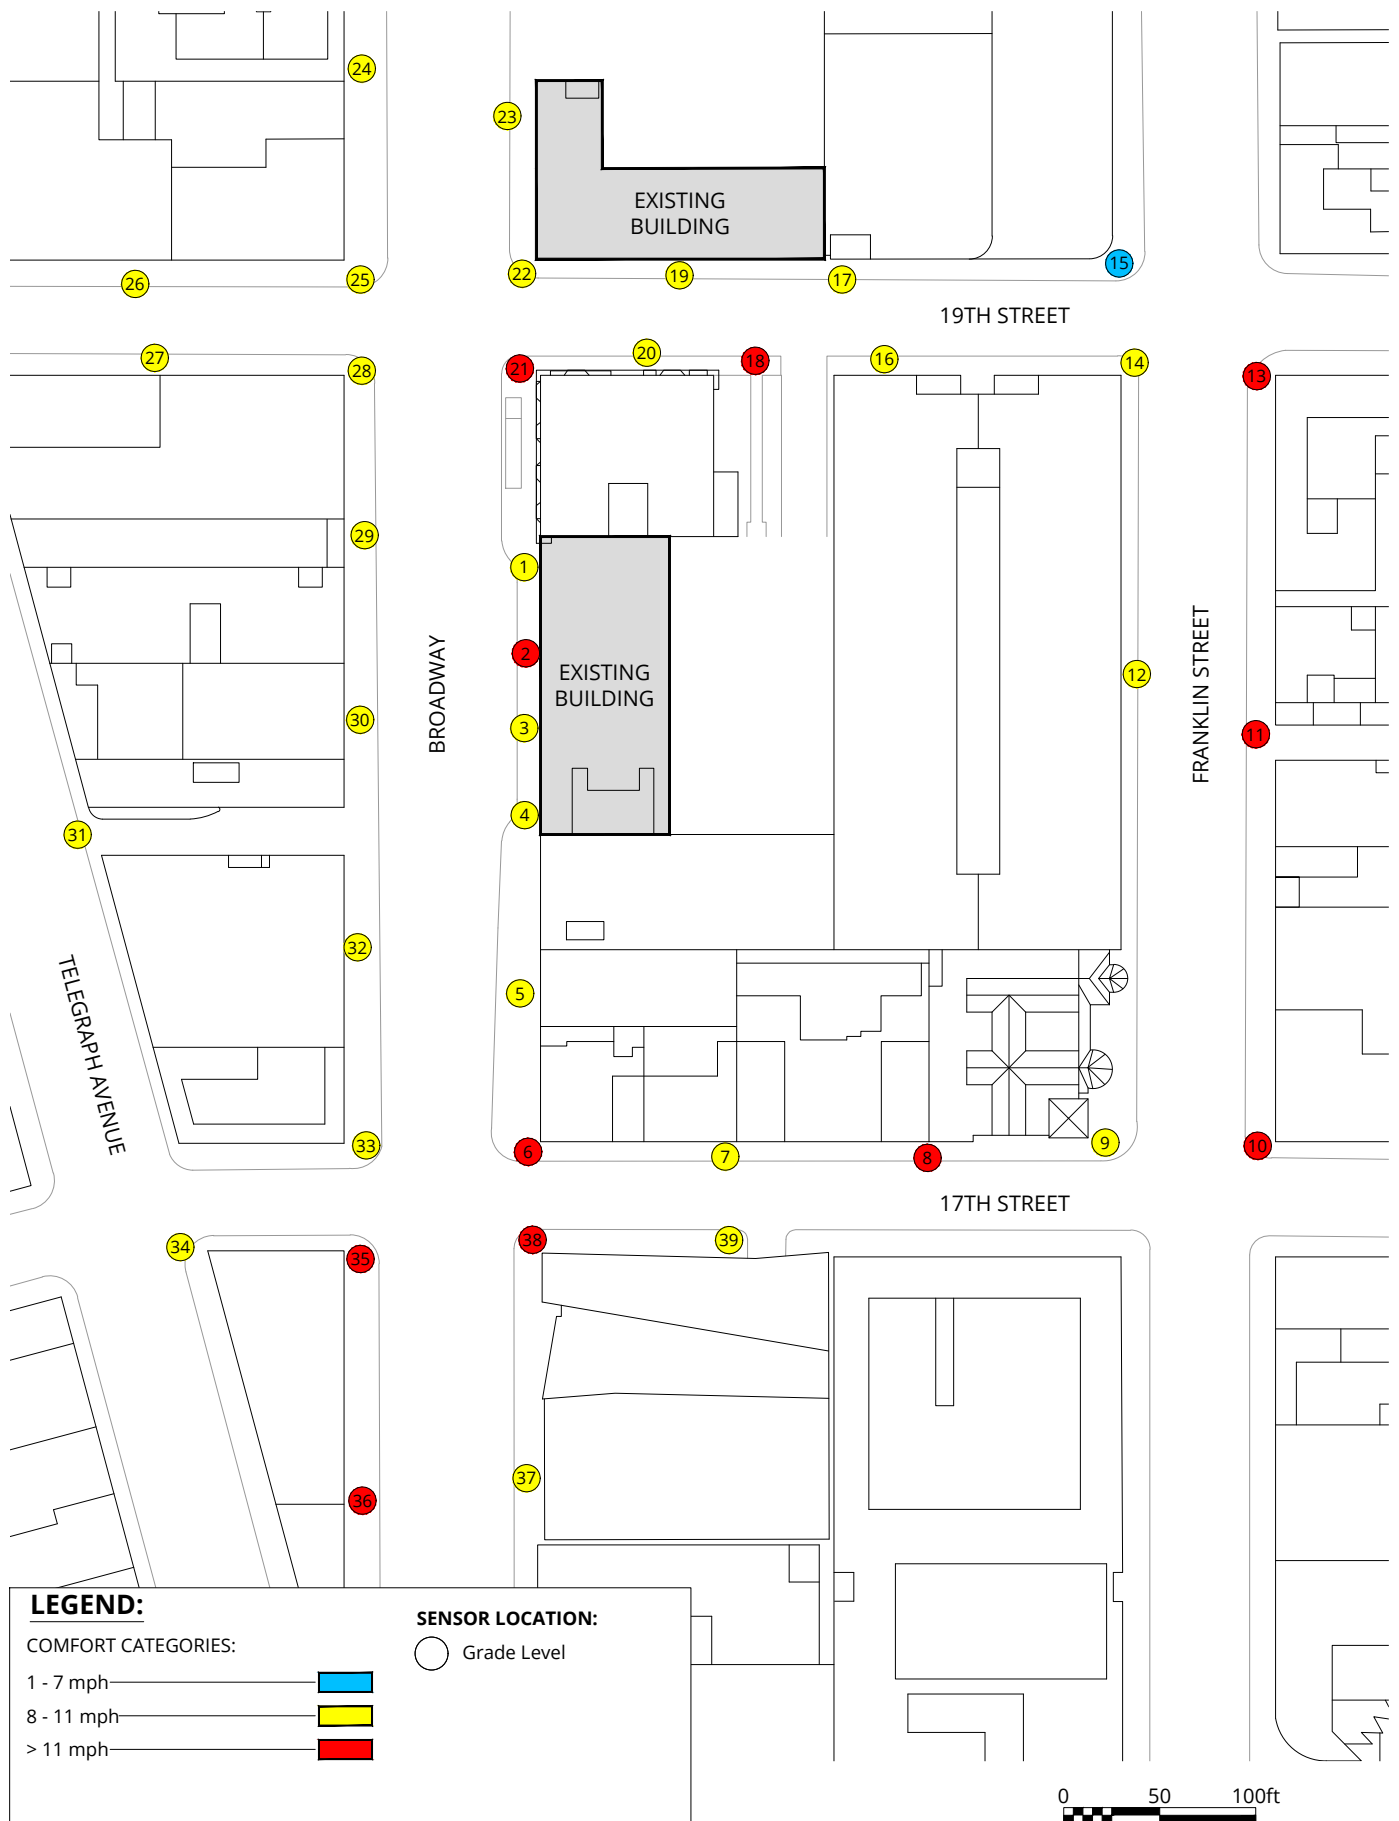 24
23
EXISTING
BUILDING
15
22
19
17
26
25
19TH STREET
27
28
21
20
18
16
14
13
29
1
2
EXISTING
BUILDING
12
BROADWAY
FRANKLIN STREET
30
3
11
4
31
32
5
TELEGRAPH AVENUE
33
6
7
8
9
10
17TH STREET
34
35
38
39
37
36
LEGEND:
COMFORT CATEGORIES:
1 - 7 mph
8 - 11 mph
> 11 mph
SENSOR LOCATION:
Grade Level
0 50 100ft